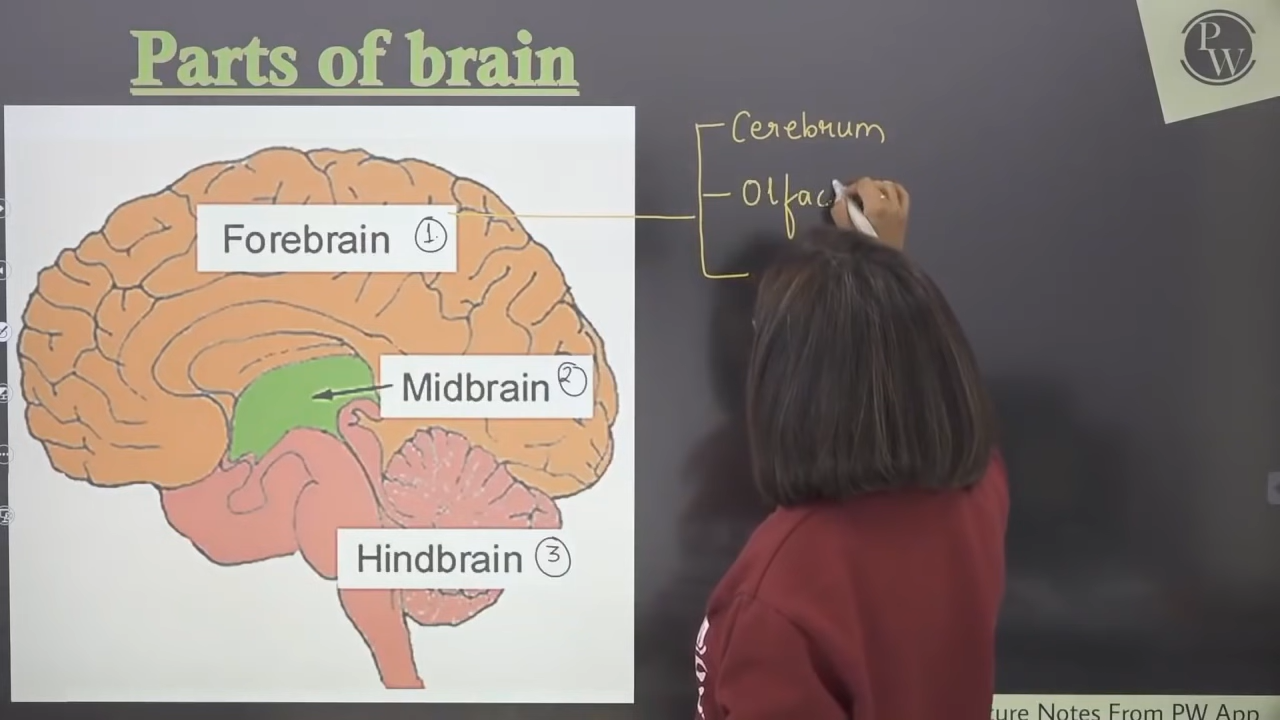 Parts of brain
PW
Cerebrum
Olfac
Forebrain 1.
Midbrain 2
Hindbrain 3
ture Notes From PW App